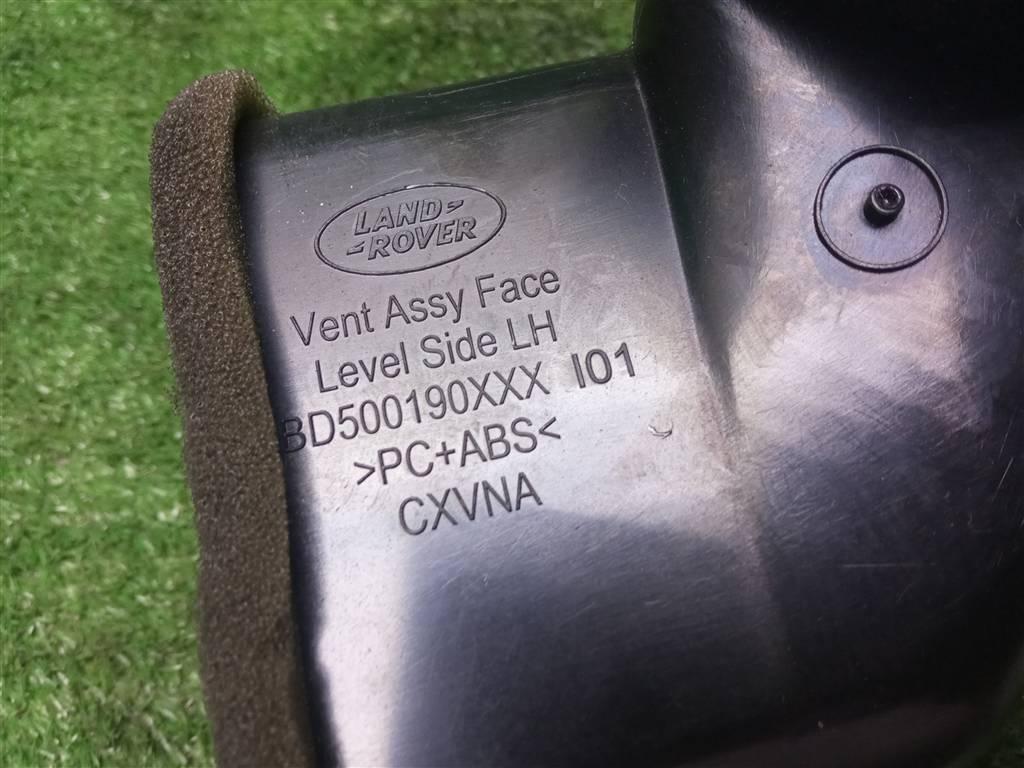 LAND
ROVER
Vent Assy Face
Level Side LH
BD500190XXX I01
>PC+ABS<
CXVNA